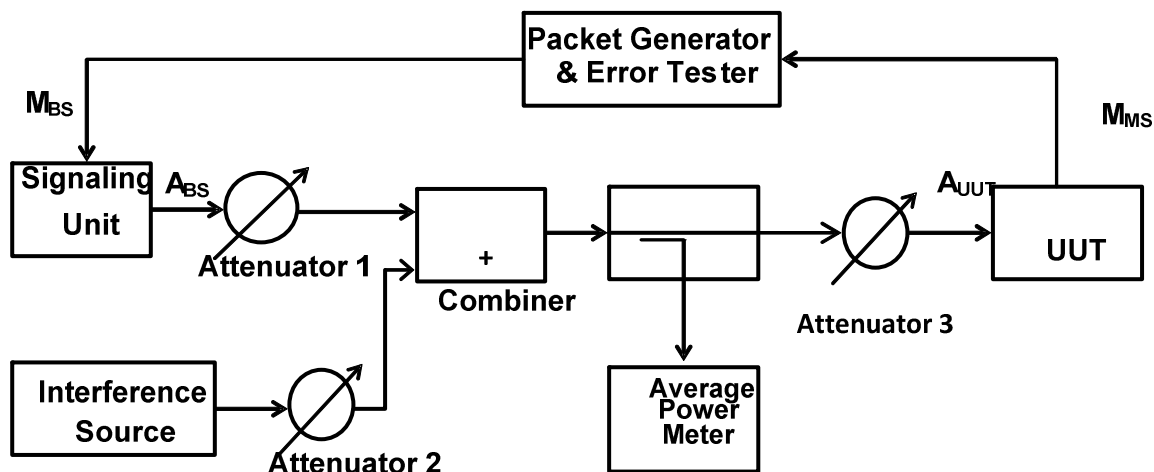 Packet Generator
& Error Tester
MBS
MMS
Signaling
Unit
ABS
Attenuator 1
+
Combiner
AUUT
UUT
Attenuator 3
Interference
Source
Attenuator 2
Average
Power
Meter